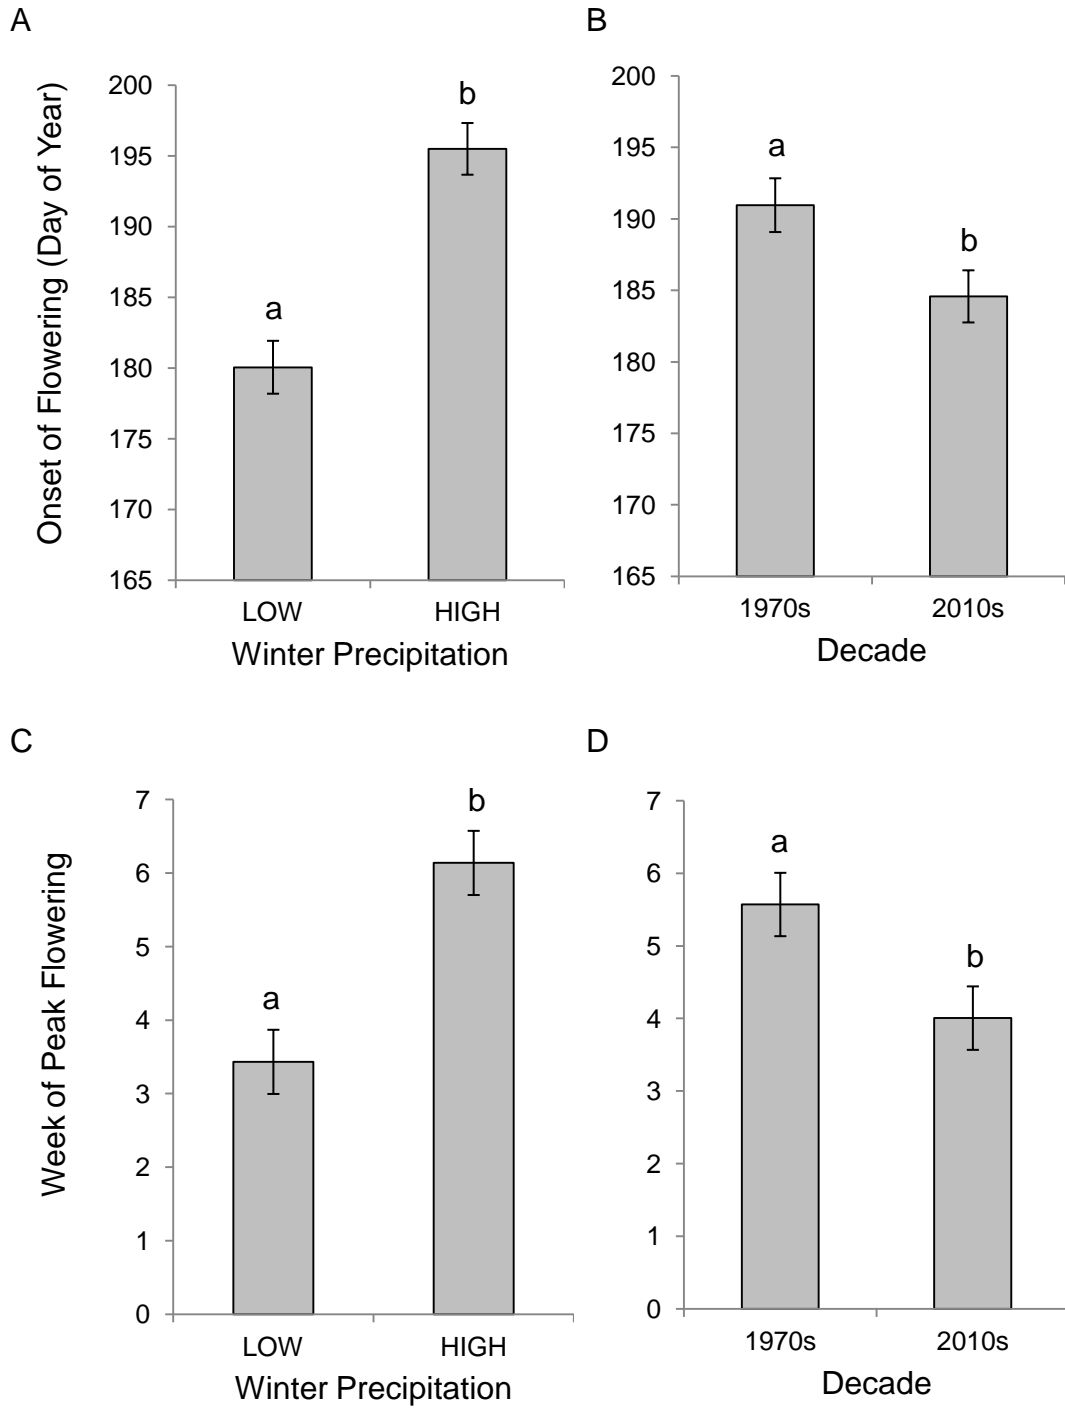 A
B
Onset of Flowering (Day of Year)
200
195
190
185
180
175
170
165
a
b
LOW
HIGH
Winter Precipitation
200
195
190
185
180
175
170
165
a
b
1970s
2010s
Decade
C
D
Week of Peak Flowering
7
6
5
4
3
2
1
0
a
b
LOW
HIGH
Winter Precipitation
7
6
5
4
3
2
1
0
a
b
1970s
2010s
Decade